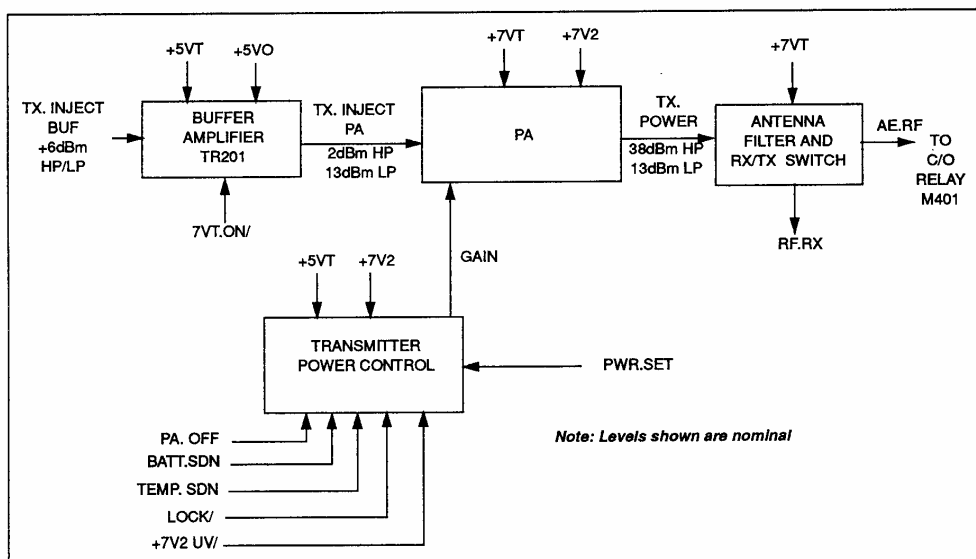 +5VT
+5VO
+7VT
+7V2
+7VT
TX. INJECT
BUF
+6dBm
HP/LP
BUFFER
AMPLIFIER
TR201
TX. INJECT
PA
2dBm HP
13dBm LP
PA
TX.
POWER
38dBm HP
13dBm LP
ANTENNA
FILTER AND
RX/TX SWITCH
AE.RF
TO
C/O
RELAY
M401
7VT.ON/
RF.RX
GAIN
+5VT
+7V2
TRANSMITTER
POWER CONTROL
PWR.SET
PA. OFF
BATT.SDN
TEMP. SDN
LOCK/
+7V2 UV/
Note: Levels shown are nominal